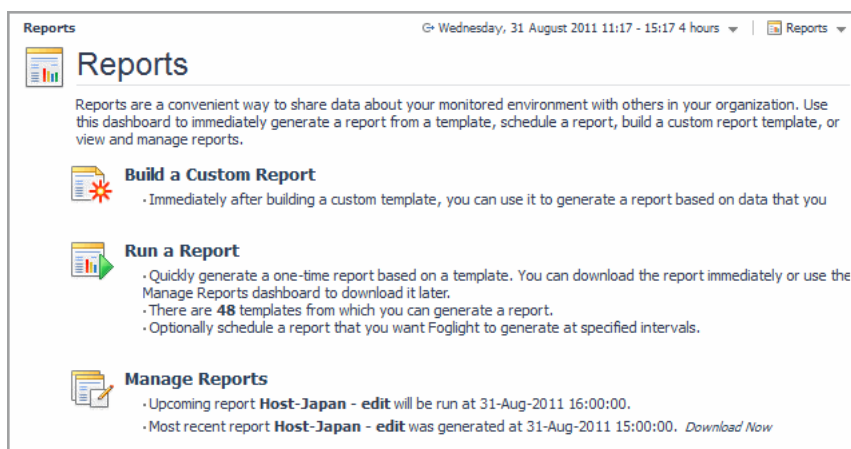 Reports
Wednesday, 31 August 2011 11:17 - 15:17 4 hours
Reports
Reports
Reports are a convenient way to share data about your monitored environment with others in your organization. Use
this dashboard to immediately generate a report from a template, schedule a report, build a custom report template, or
view and manage reports.
Build a Custom Report
· Immediately after building a custom template, you can use it to generate a report based on data that you
Run a Report
· Quickly generate a one-time report based on a template. You can download the report immediately or use the
Manage Reports dashboard to download it later.
· There are 48 templates from which you can generate a report.
· Optionally schedule a report that you want Foglight to generate at specified intervals.
Manage Reports
· Upcoming report Host-Japan - edit will be run at 31-Aug-2011 16:00:00.
· Most recent report Host-Japan - edit was generated at 31-Aug-2011 15:00:00. Download Now